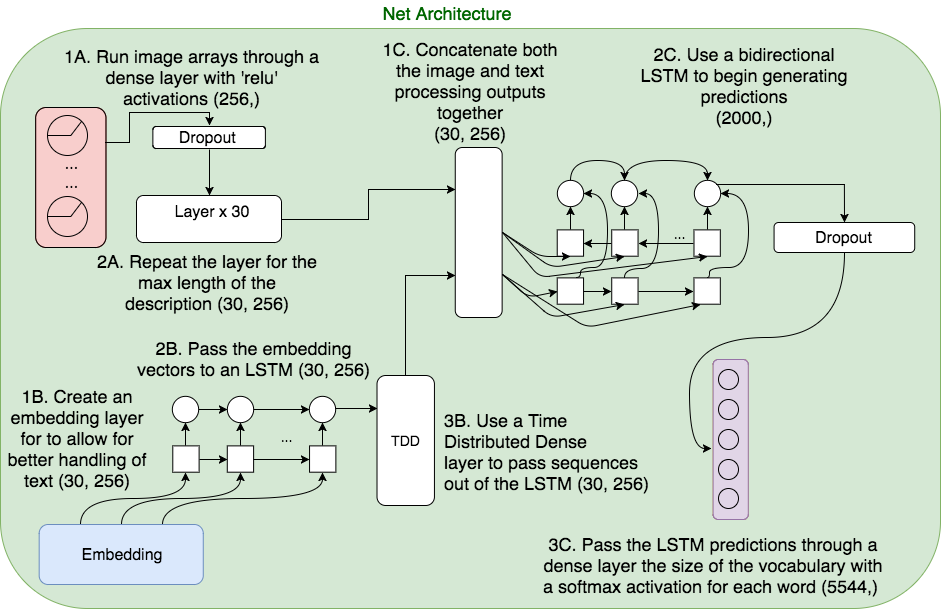 Net Architecture
1A. Run image arrays through a
dense layer with 'relu'
activations (256,)
...
...
Dropout
Layer x 30
2A. Repeat the layer for the
max length of the
description (30, 256)
1C. Concatenate both
the image and text
processing outputs
together
(30, 256)
2C. Use a bidirectional
LSTM to begin generating
predictions
(2000,)
...
Dropout
2B. Pass the embedding
vectors to an LSTM (30, 256)
1B. Create an
embedding layer
for to allow for
better handling of
text (30, 256)
...
TDD
3B. Use a Time
Distributed Dense
layer to pass sequences
out of the LSTM (30, 256)
Embedding
3C. Pass the LSTM predictions through a
dense layer the size of the vocabulary with
a softmax activation for each word (5544,)